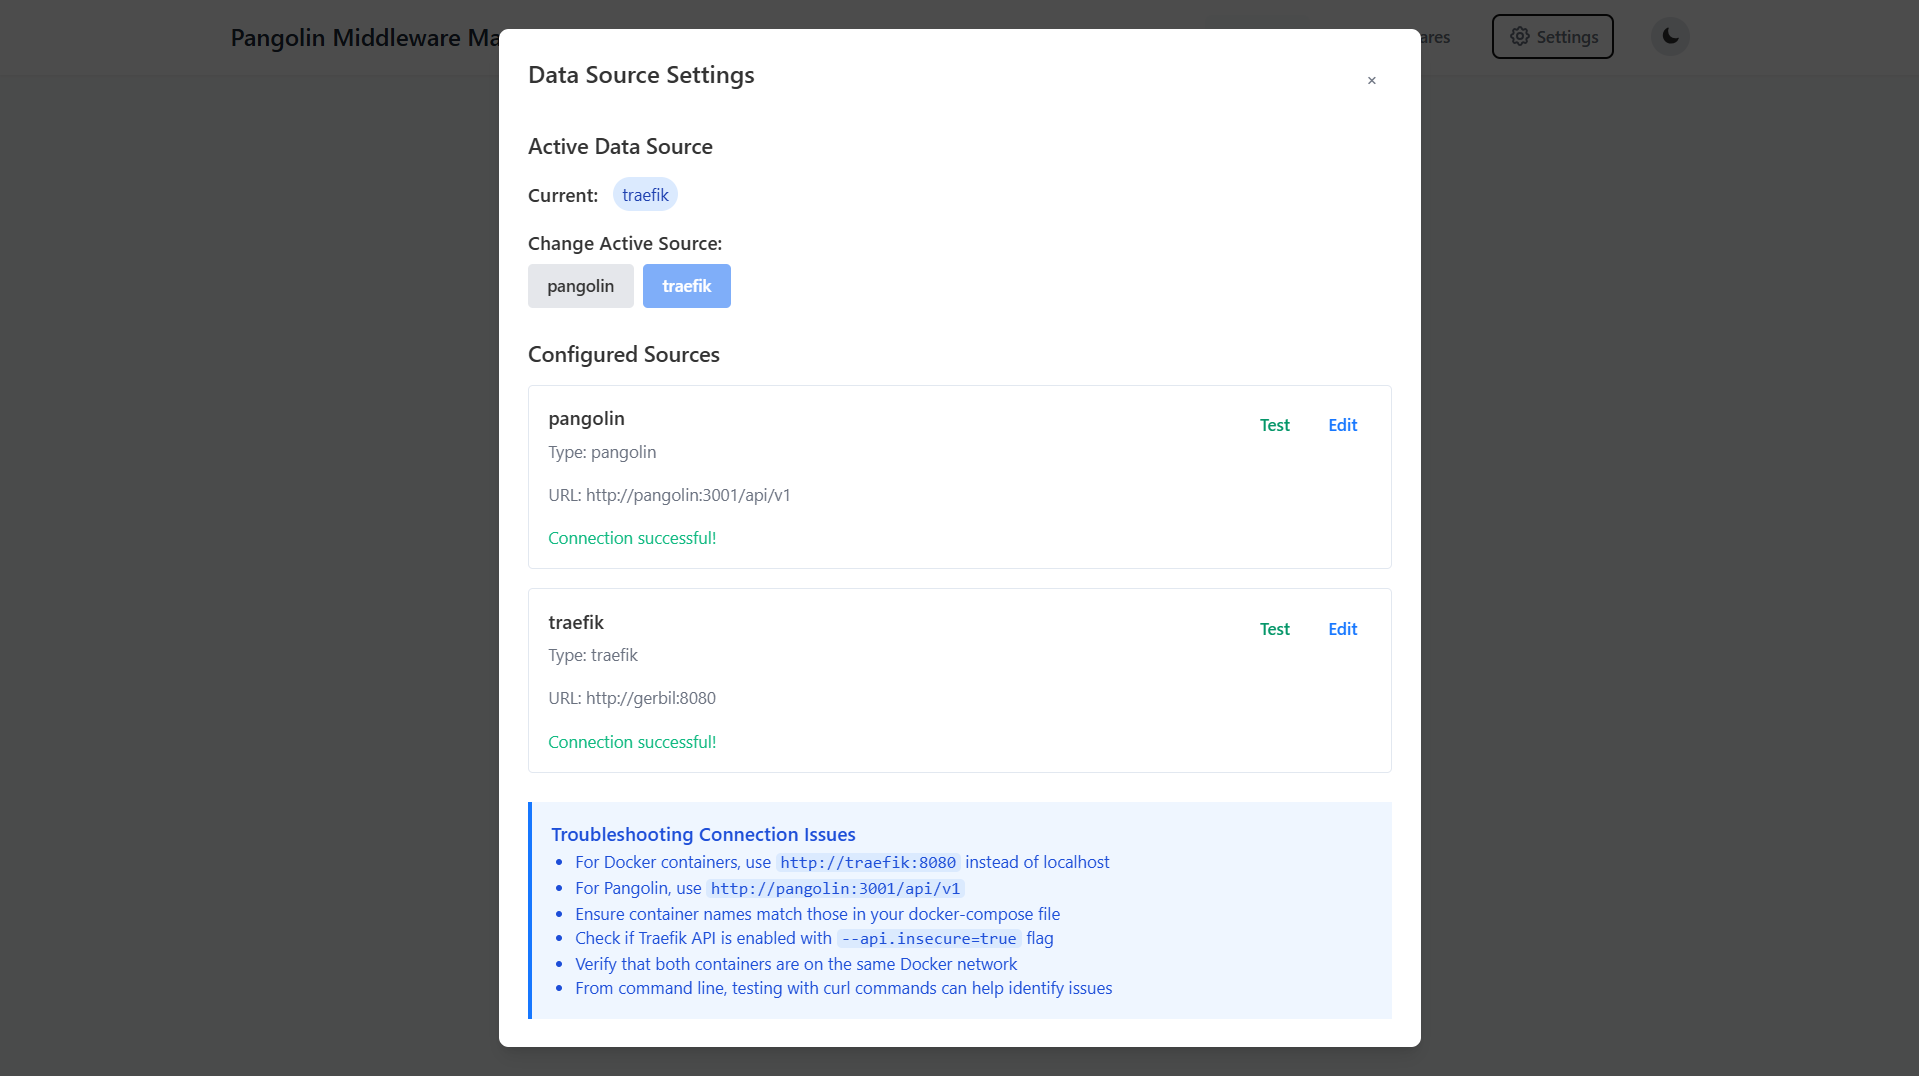 Pangolin Middleware Ma
ares
Settings
Data Source Settings
×
Active Data Source
Current: traefik
Change Active Source:
pangolin traefik
Configured Sources
pangolin
Test Edit
Type: pangolin
URL: http://pangolin:3001/api/v1
Connection successful!
traefik
Test Edit
Type: traefik
URL: http://gerbil:8080
Connection successful!
Troubleshooting Connection Issues
• For Docker containers, use http://traefik:8080 instead of localhost
• For Pangolin, use http://pangolin:3001/api/v1
• Ensure container names match those in your docker-compose file
• Check if Traefik API is enabled with --api.insecure=true flag
• Verify that both containers are on the same Docker network
• From command line, testing with curl commands can help identify issues